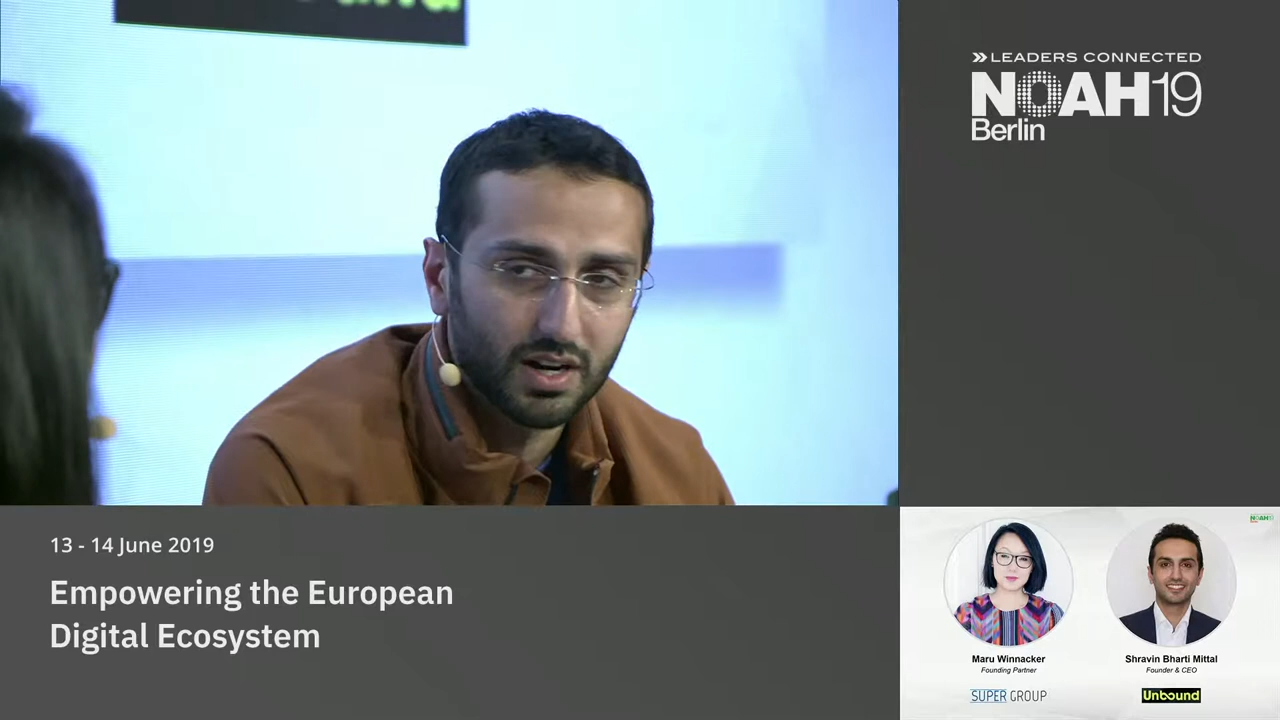 LEADERS CONNECTED
NOAH19
Berlin
13 - 14 June 2019
Empowering the European
Digital Ecosystem
NOAH19
Maru Winnacker
Founding Partner
SUPER GROUP
Shravin Bharti Mittal
Founder & CEO
Unbound